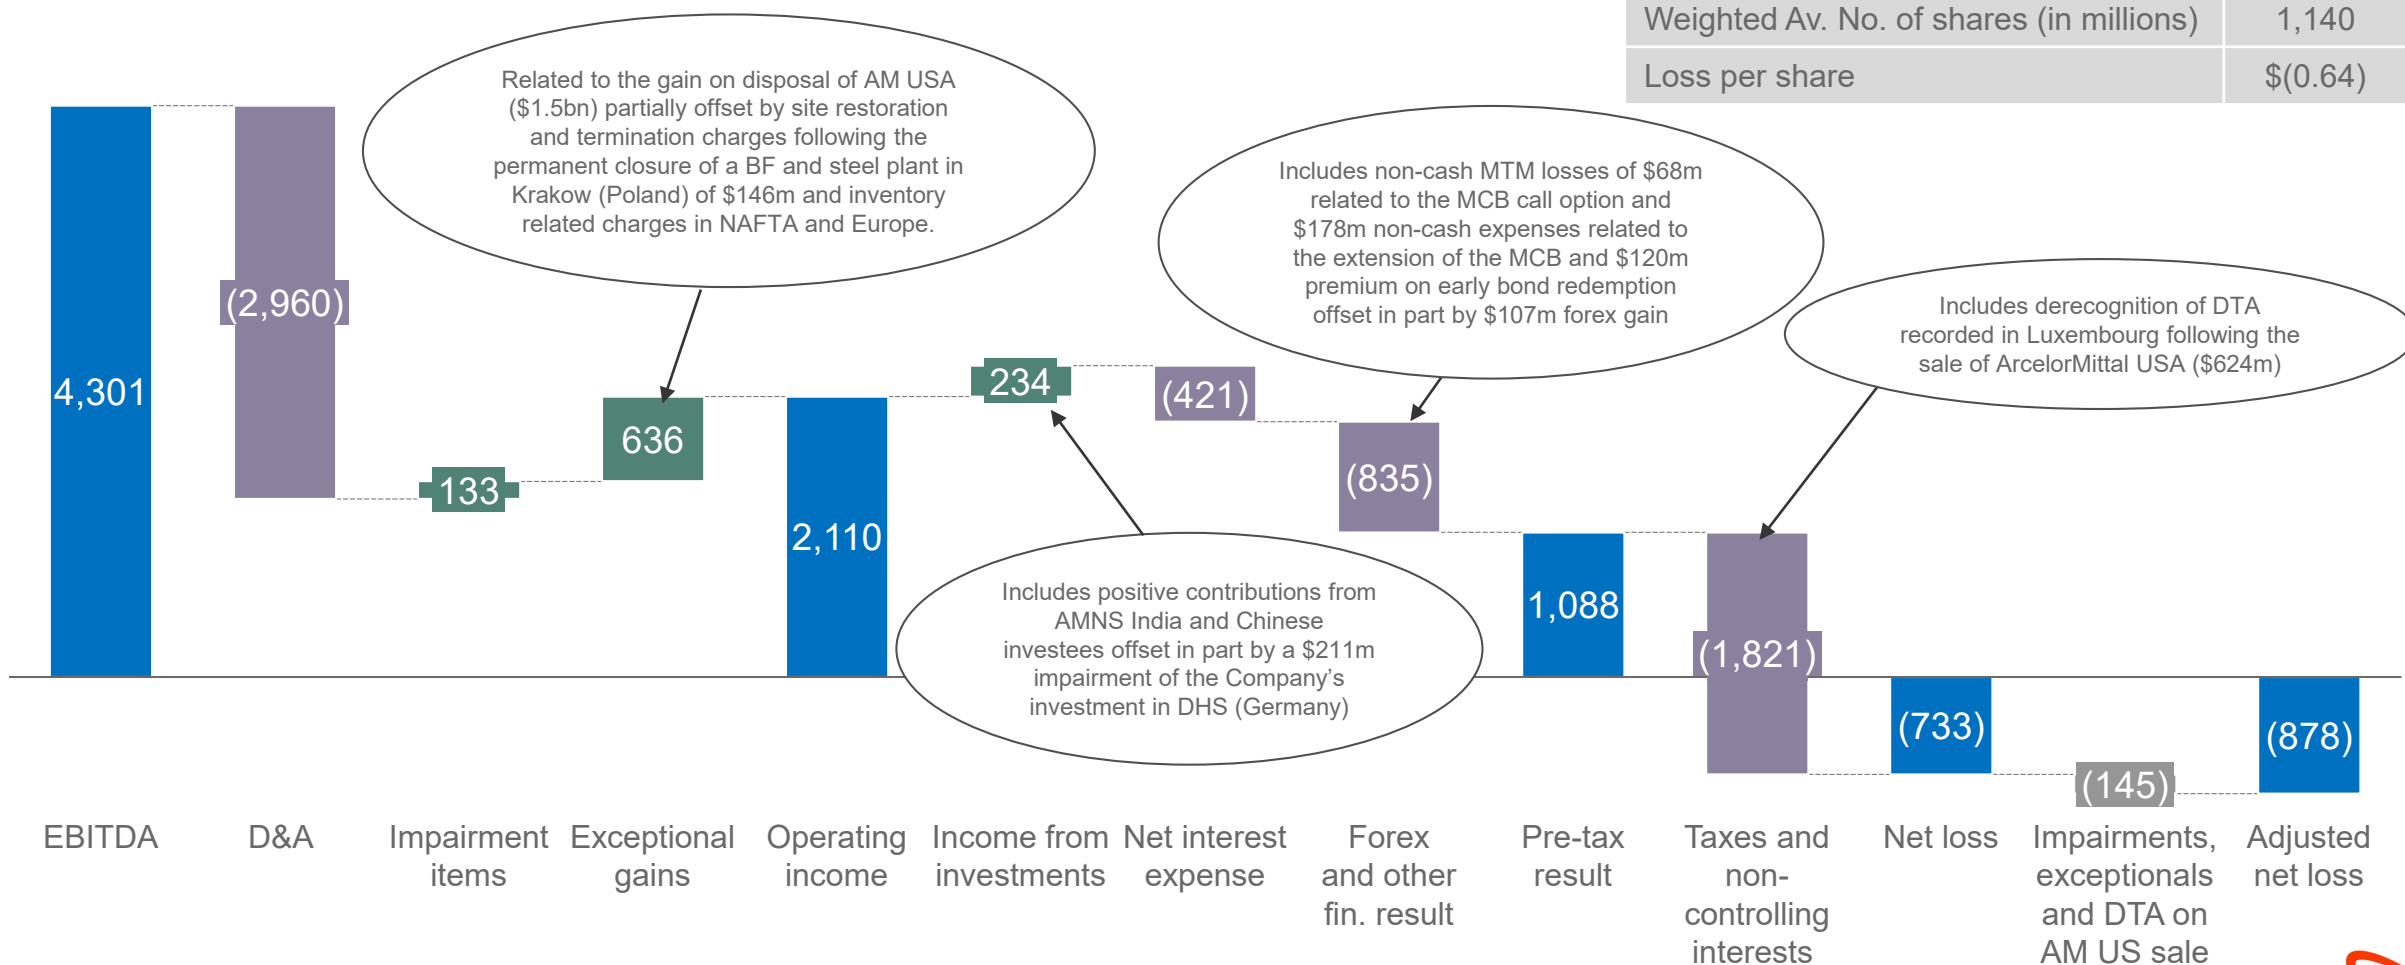 Weighted Av. No. of shares (in millions) 1,140
Loss per share $(0.64)
Related to the gain on disposal of AM USA
($1.5bn) partially offset by site restoration
and termination charges following the
permanent closure of a BF and steel plant in
Krakow (Poland) of $146m and inventory
related charges in NAFTA and Europe.
Includes non-cash MTM losses of $68m
related to the MCB call option and
$178m non-cash expenses related to
the extension of the MCB and $120m
premium on early bond redemption
offset in part by $107m forex gain
Includes derecognition of DTA
recorded in Luxembourg following the
sale of ArcelorMittal USA ($624m)
4,301
(2,960)
133
636
2,110
234
(421)
(835)
1,088
(1,821)
(733)
(145)
(878)
Includes positive contributions from
AMNS India and Chinese
investees offset in part by a $211m
impairment of the Company’s
investment in DHS (Germany)
EBITDA
D&A
Impairment
items
Exceptional
gains
Operating
income
Income from
investments
Net interest
expense
Forex
and other
fin. result
Pre-tax
result
Taxes and
non-
controlling
interests
Net loss
Impairments,
exceptionals
and DTA on
AM US sale
Adjusted
net loss